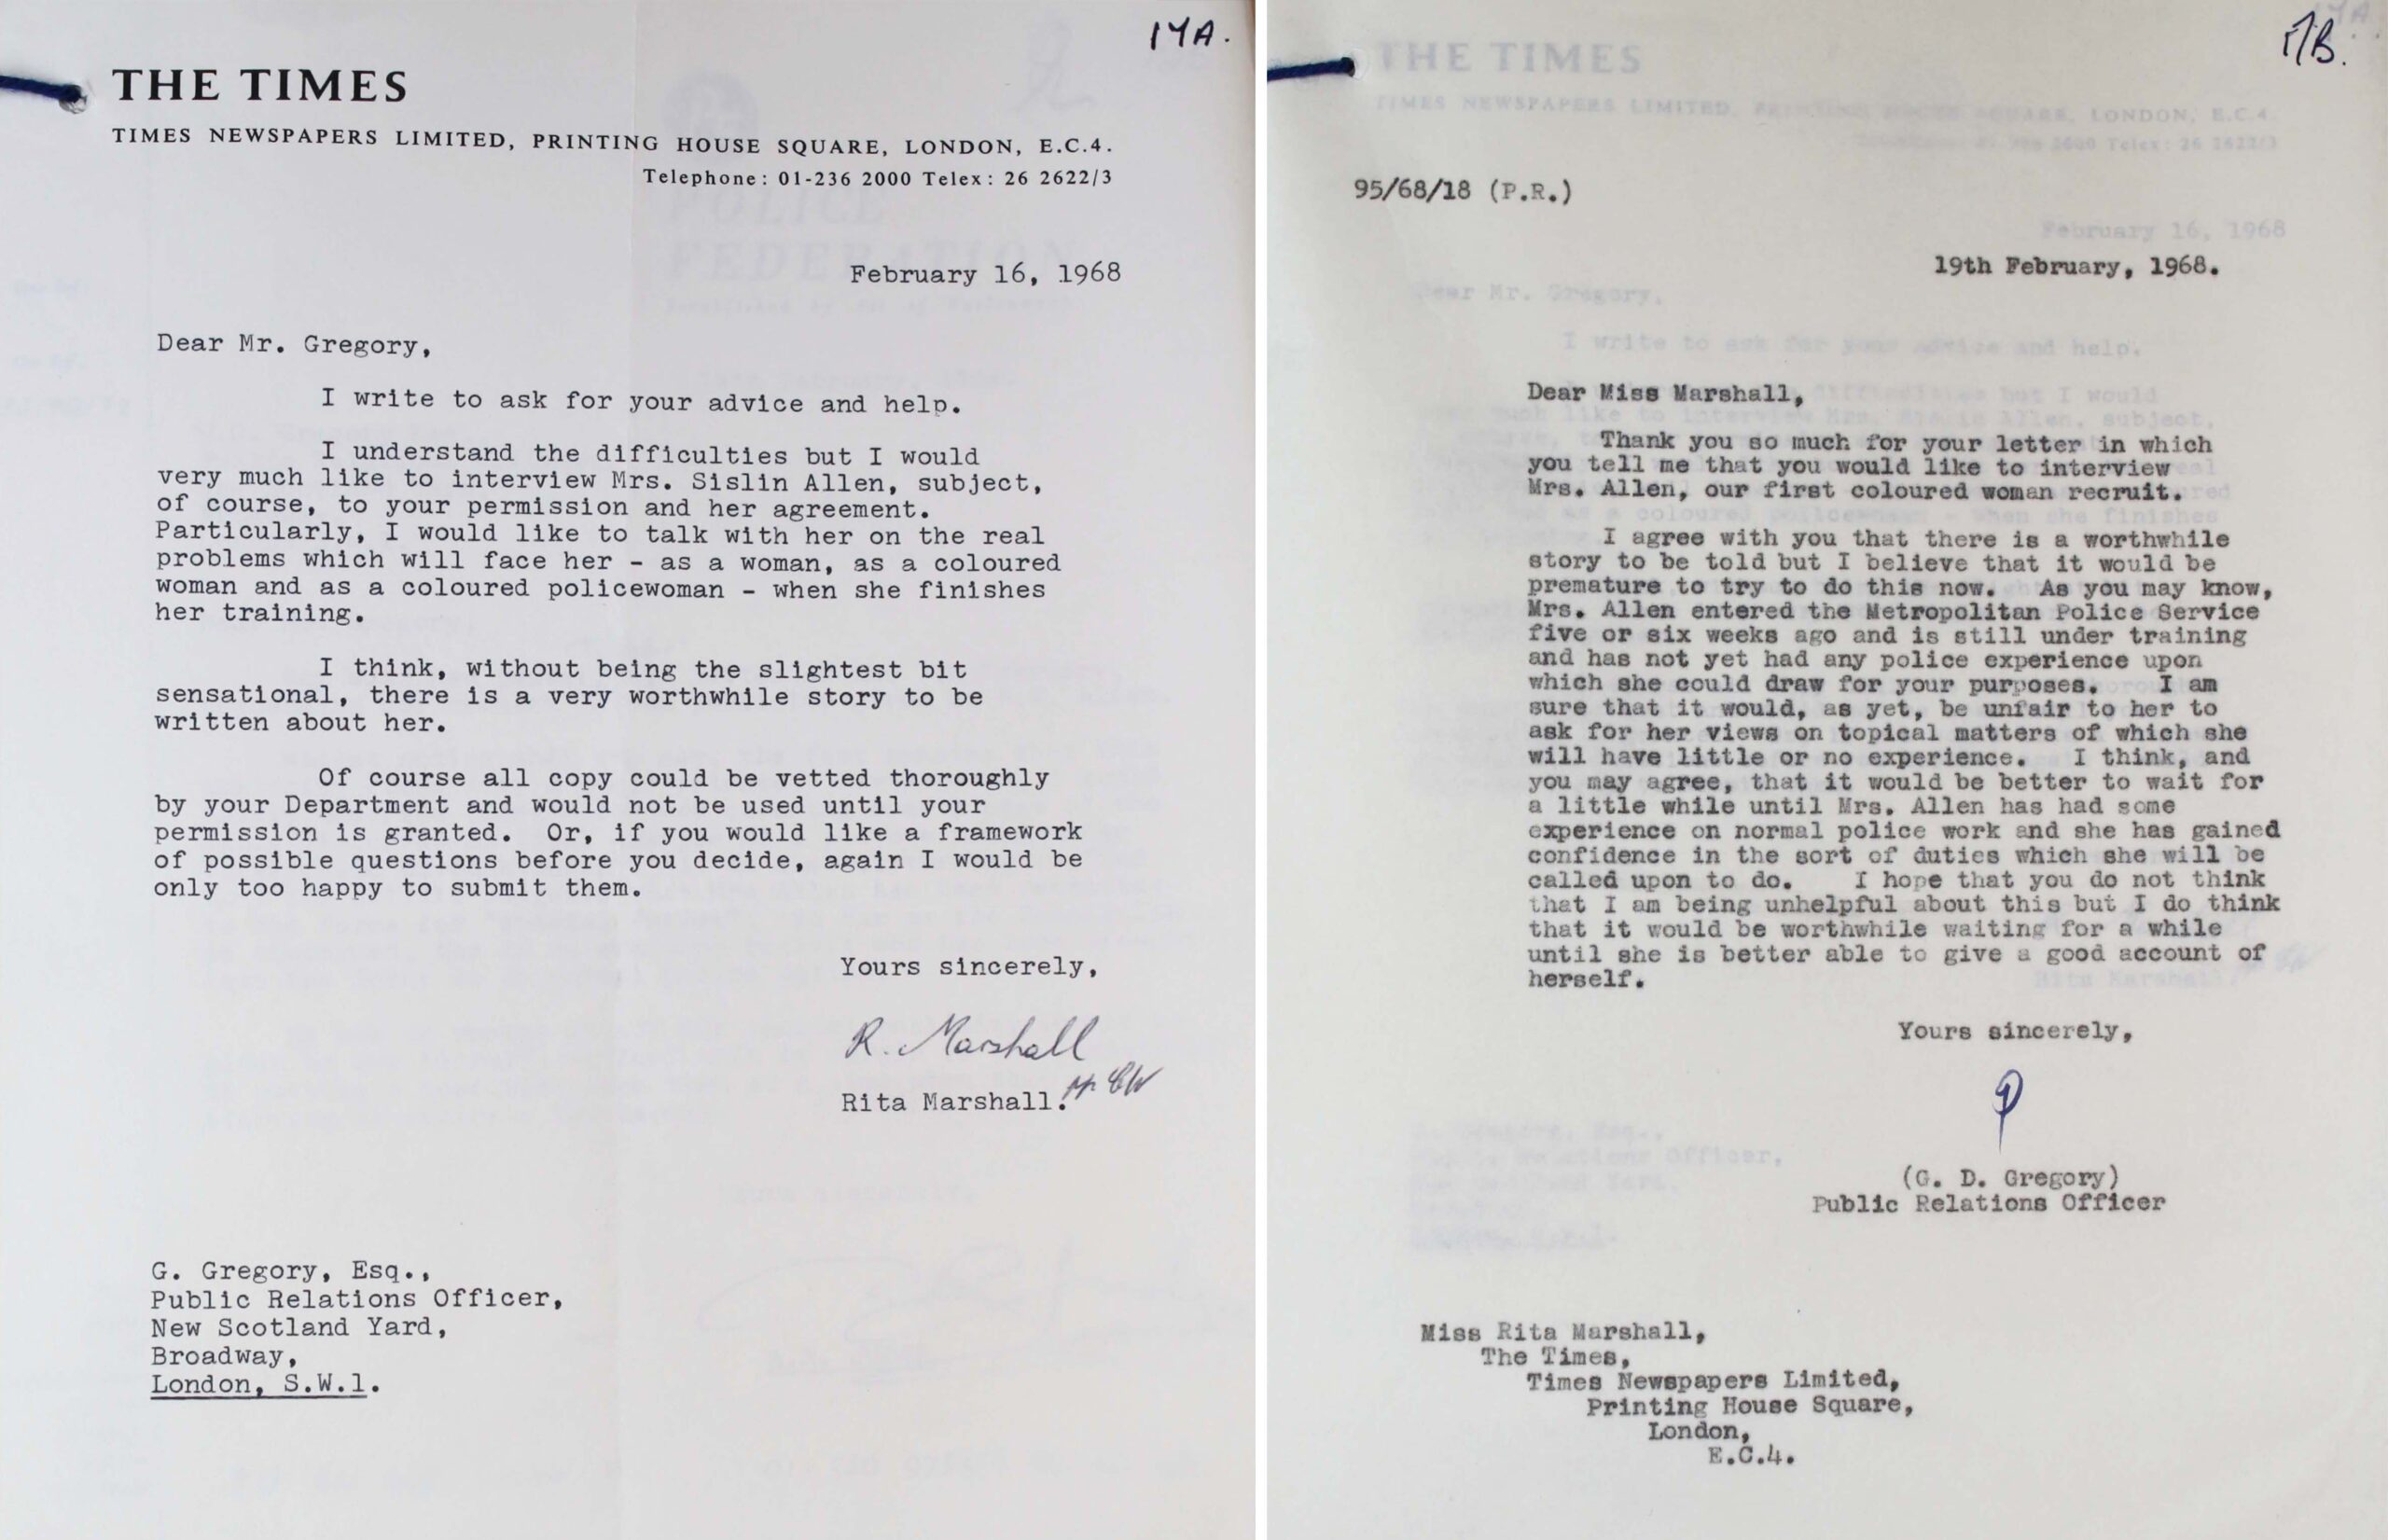 17A.
THE TIMES
TIMES NEWSPAPERS LIMITED, PRINTING HOUSE SQUARE, LONDON, E.C.4.
Telephone: 01-236 2000 Telex: 26 2622/3
February 16, 1968
Dear Mr. Gregory,
I write to ask for your advice and help.
I understand the difficulties but I would
very much like to interview Mrs. Sislin Allen, subject,
of course, to your permission and her agreement.
Particularly, I would like to talk with her on the real
problems which will face her - as a woman, as a coloured
woman and as a coloured policewoman - when she finishes
her training.
I think, without being the slightest bit
sensational, there is a very worthwhile story to be
written about her.
Of course all copy could be vetted thoroughly
by your Department and would not be used until your
permission is granted. Or, if you would like a framework
of possible questions before you decide, again I would be
only too happy to submit them.
Yours sincerely,
R. Marshall
Rita Marshall.
G. Gregory, Esq.,
Public Relations Officer,
New Scotland Yard,
Broadway,
London, S.W.1.
17B.
95/68/18 (P.R.)
19th February, 1968.
Dear Miss Marshall,
Thank you so much for your letter in which
you tell me that you would like to interview
Mrs. Allen, our first coloured woman recruit.
I agree with you that there is a worthwhile
story to be told but I believe that it would be
premature to try to do this now. As you may know,
Mrs. Allen entered the Metropolitan Police Service
five or six weeks ago and is still under training
and has not yet had any police experience upon
which she could draw for your purposes. I am
sure that it would, as yet, be unfair to her to
ask for her views on topical matters of which she
will have little or no experience. I think, and
you may agree, that it would be better to wait for
a little while until Mrs. Allen has had some
experience on normal police work and she has gained
confidence in the sort of duties which she will be
called upon to do. I hope that you do not think
that I am being unhelpful about this but I do think
that it would be worthwhile waiting for a while
until she is better able to give a good account of
herself.
Yours sincerely,
(G. D. Gregory)
Public Relations Officer
Miss Rita Marshall,
The Times,
Times Newspapers Limited,
Printing House Square,
London,
E.C.4.